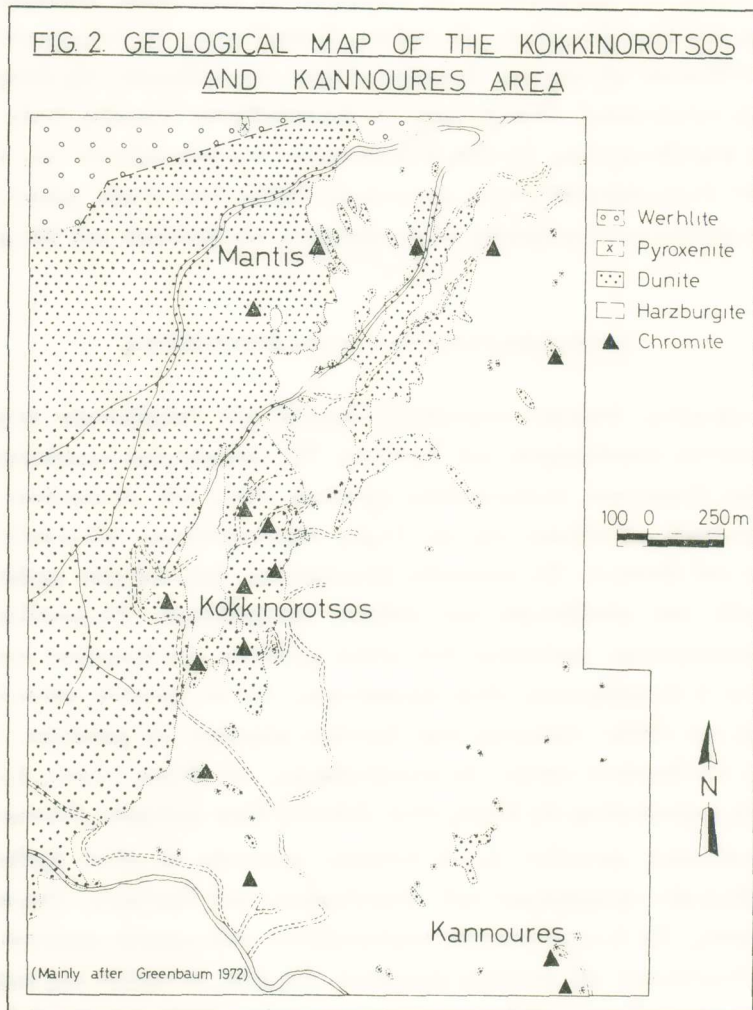 FIG. 2. GEOLOGICAL MAP OF THE KOKKINOROTSOS
AND KANNOURES AREA
Werhlite
x Pyroxenite
Dunite
Harzburgite
Chromite
Mantis
100 0 250m
Kokkinorotsos
N
Kannoures
(Mainly after Greenbaum 1972)